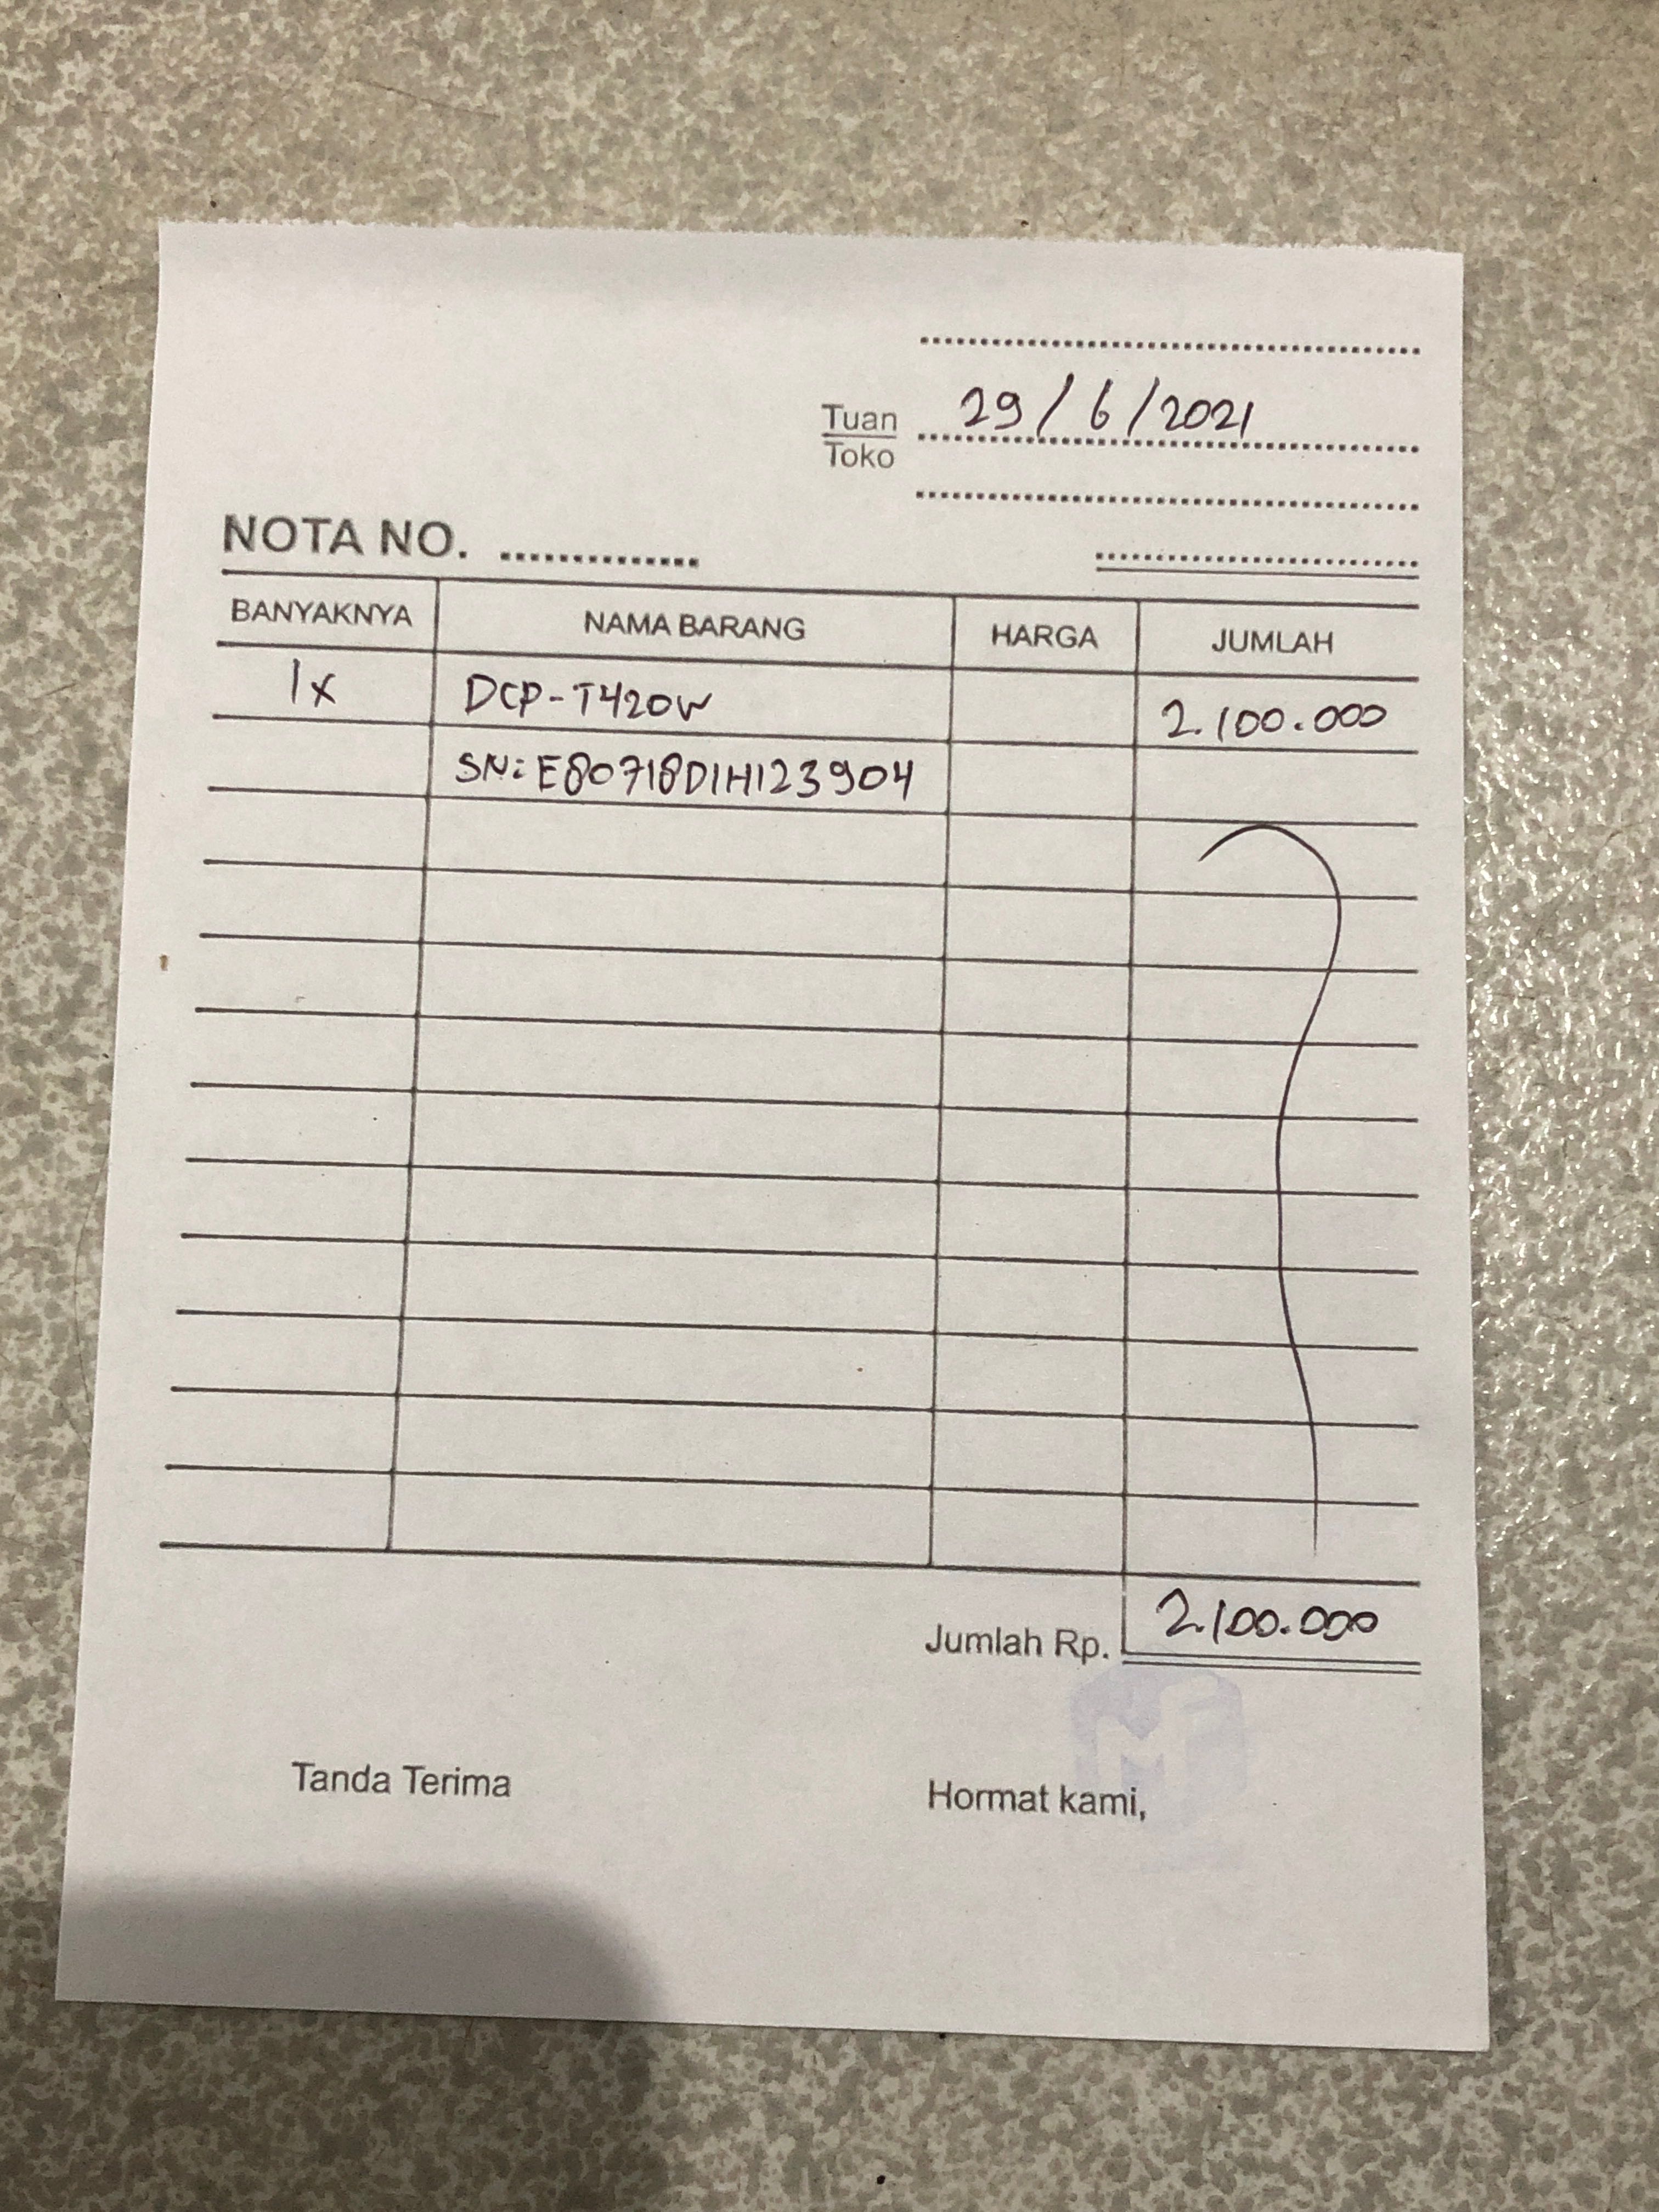 29/6/2021
Tuan
Toko
NOTA NO.
BANYAKNYA NAMA BARANG HARGA JUMLAH
1x DCP-T420W 2.100.000
SN: E80718D1H123904
Jumlah Rp. 2.100.000
Tanda Terima Hormat kami,